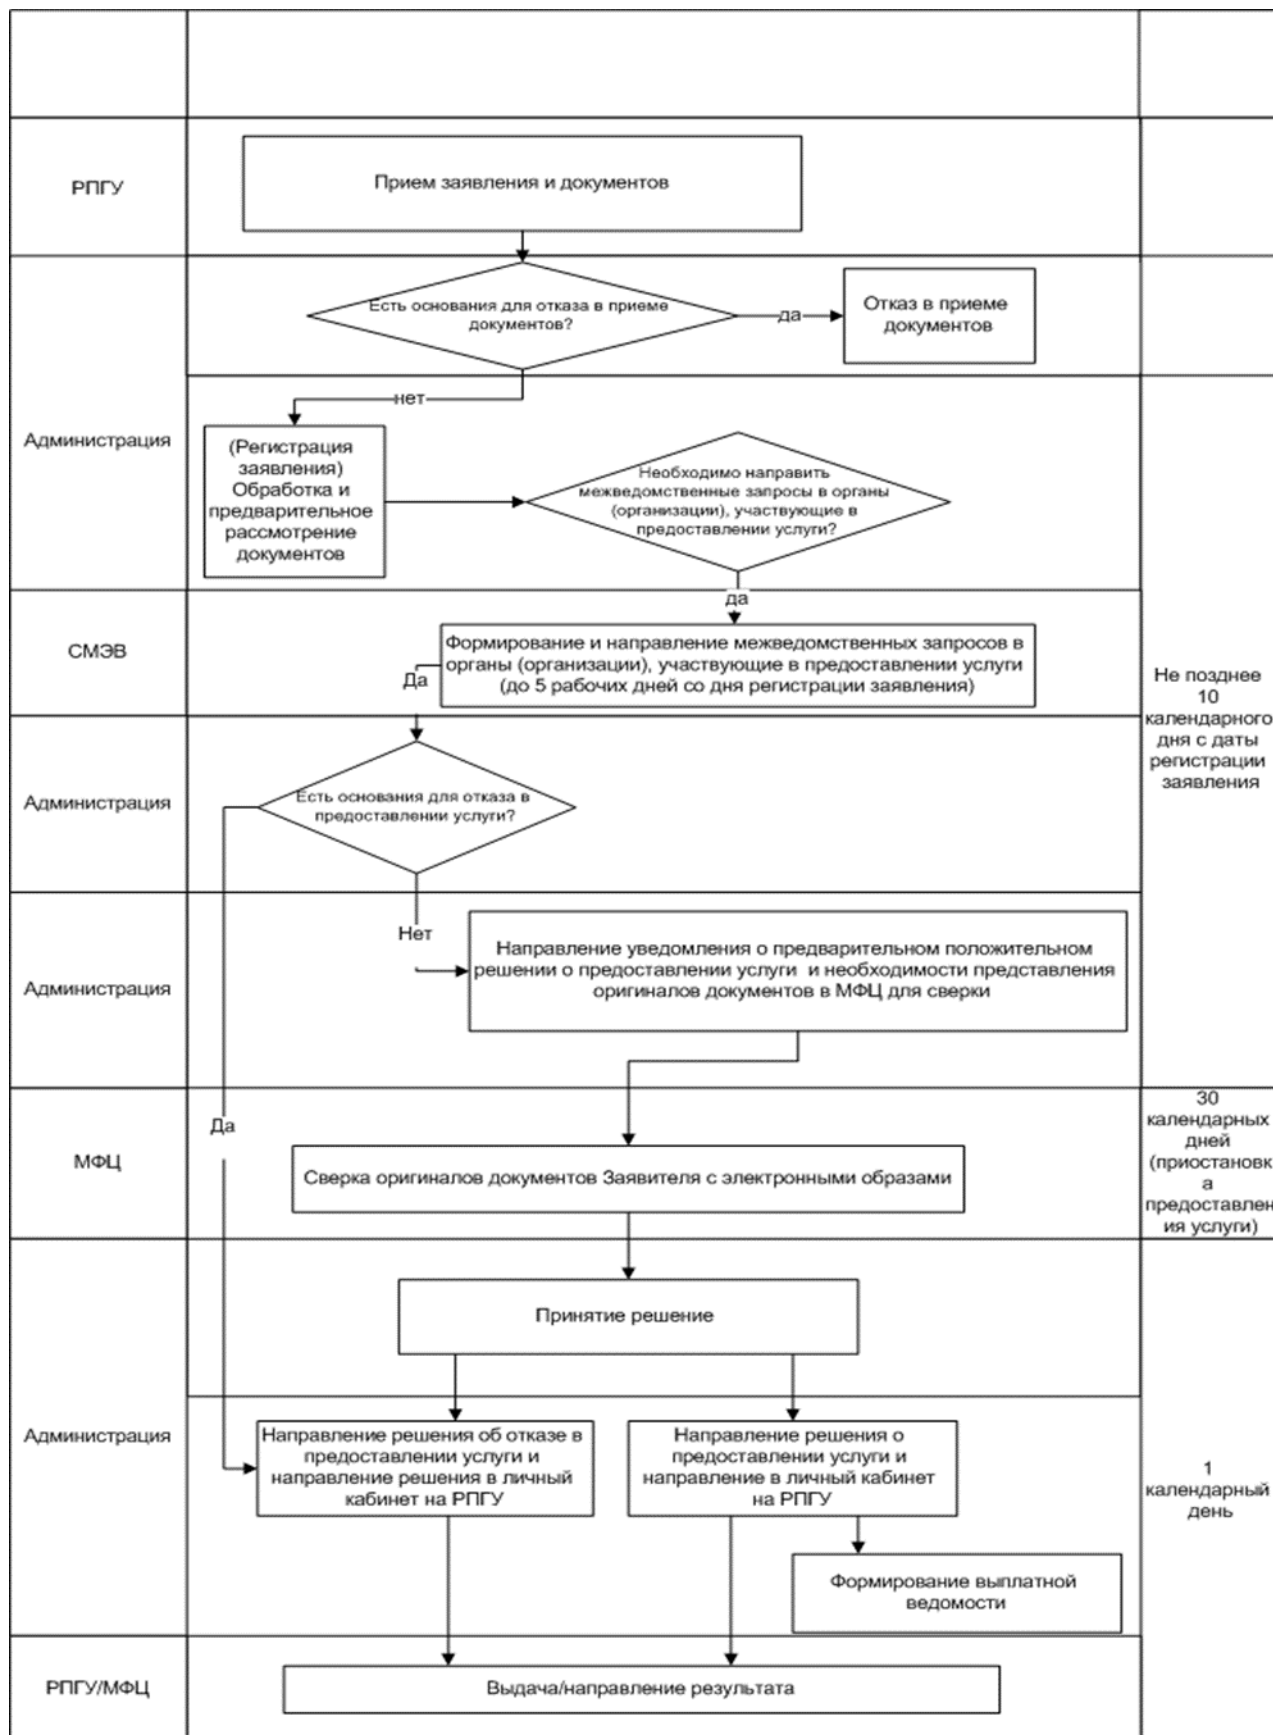 РПГУ
Прием заявления и документов
Есть основания для отказа в приеме
документов?
да
Отказ в приеме
документов
Администрация
нет
(Регистрация
заявления)
Обработка и
предварительное
рассмотрение
документов
Необходимо направить
межведомственные запросы в органы
(организации), участвующие в
предоставлении услуги?
да
СМЭВ
Формирование и направление межведомственных запросов в
органы (организации), участвующие в предоставлении услуги
(до 5 рабочих дней со дня регистрации заявления)
Да
Не позднее
10
календарного
дня с даты
регистрации
заявления
Администрация
Есть основания для отказа в
предоставлении услуги?
Нет
Администрация
Направление уведомления о предварительном положительном
решении о предоставлении услуги и необходимости представления
оригиналов документов в МФЦ для сверки
Да
МФЦ
Сверка оригиналов документов Заявителя с электронными образами
30
календарных
дней
(приостановк
а
предоставлен
ия услуги)
Принятие решение
Администрация
Направление решения об отказе в
предоставлении услуги и
направление решения в личный
кабинет на РПГУ
Направление решения о
предоставлении услуги и
направление в личный кабинет
на РПГУ
1
календарный
день
Формирование выплатной
ведомости
РПГУ/МФЦ
Выдача/направление результата